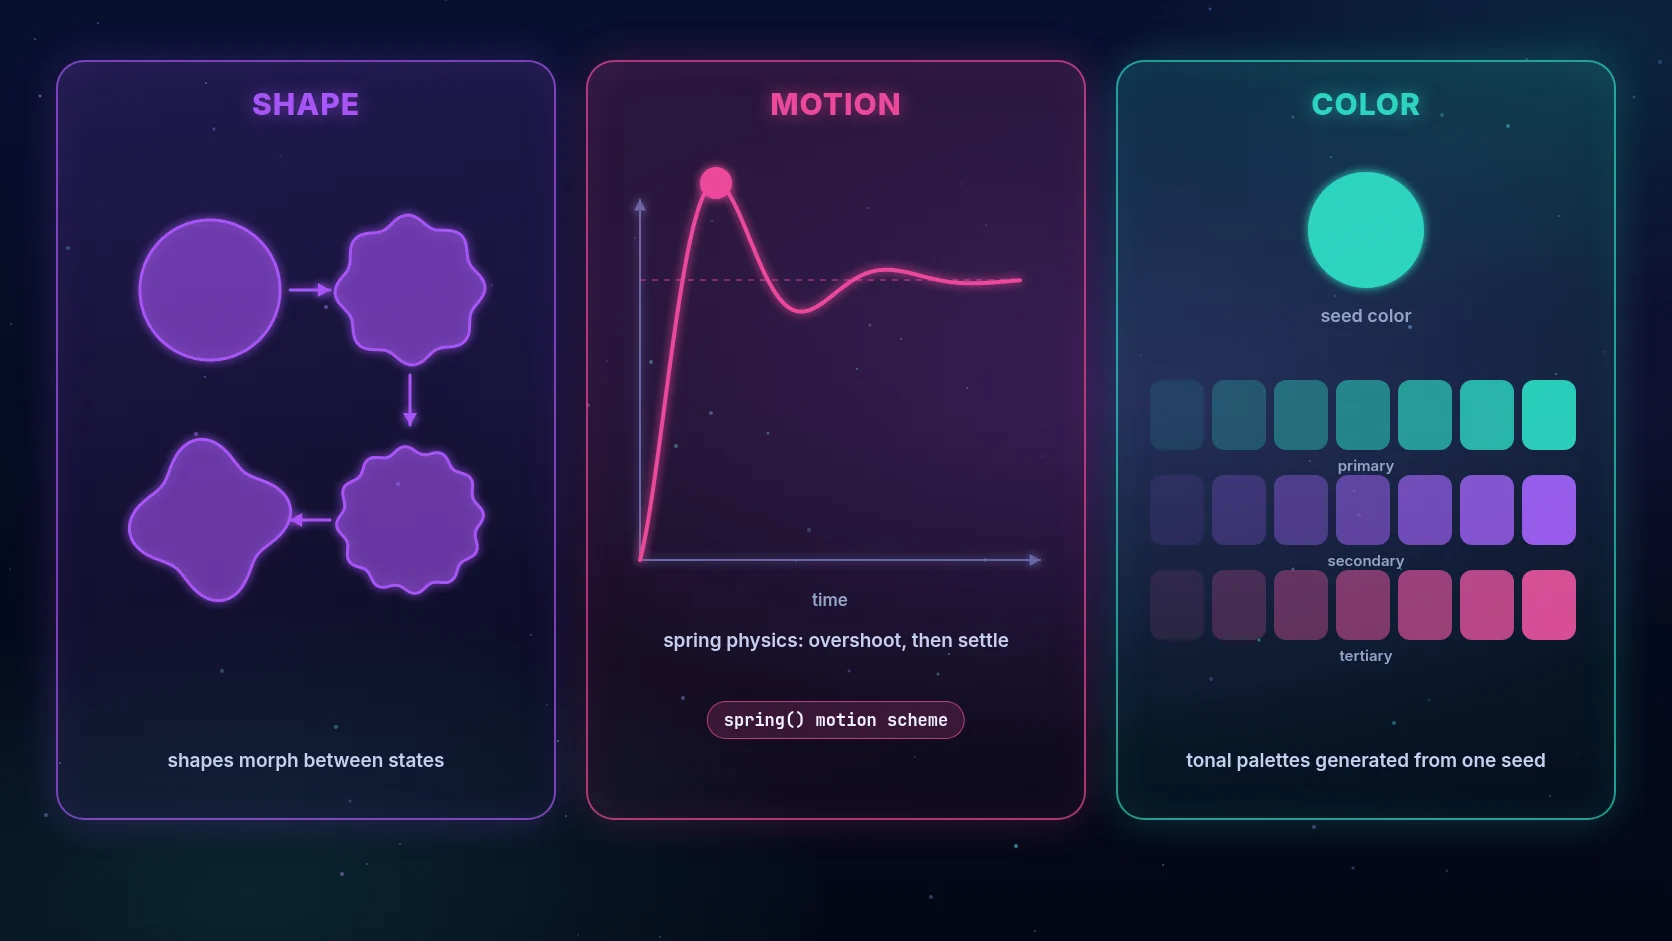 SHAPE
shapes morph between states
MOTION
time
spring physics: overshoot, then settle
spring() motion scheme
COLOR
seed color
primary
secondary
tertiary
tonal palettes generated from one seed